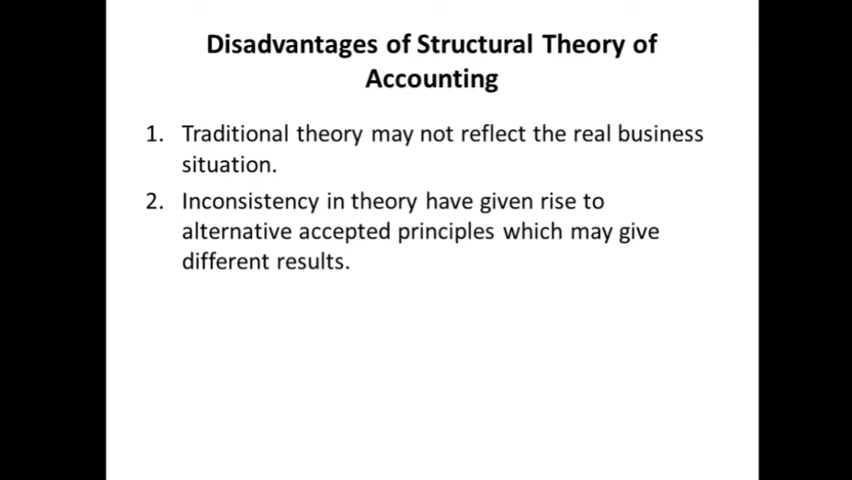 Disadvantages of Structural Theory of
Accounting
1. Traditional theory may not reflect the real business
situation.
2. Inconsistency in theory have given rise to
alternative accepted principles which may give
different results.